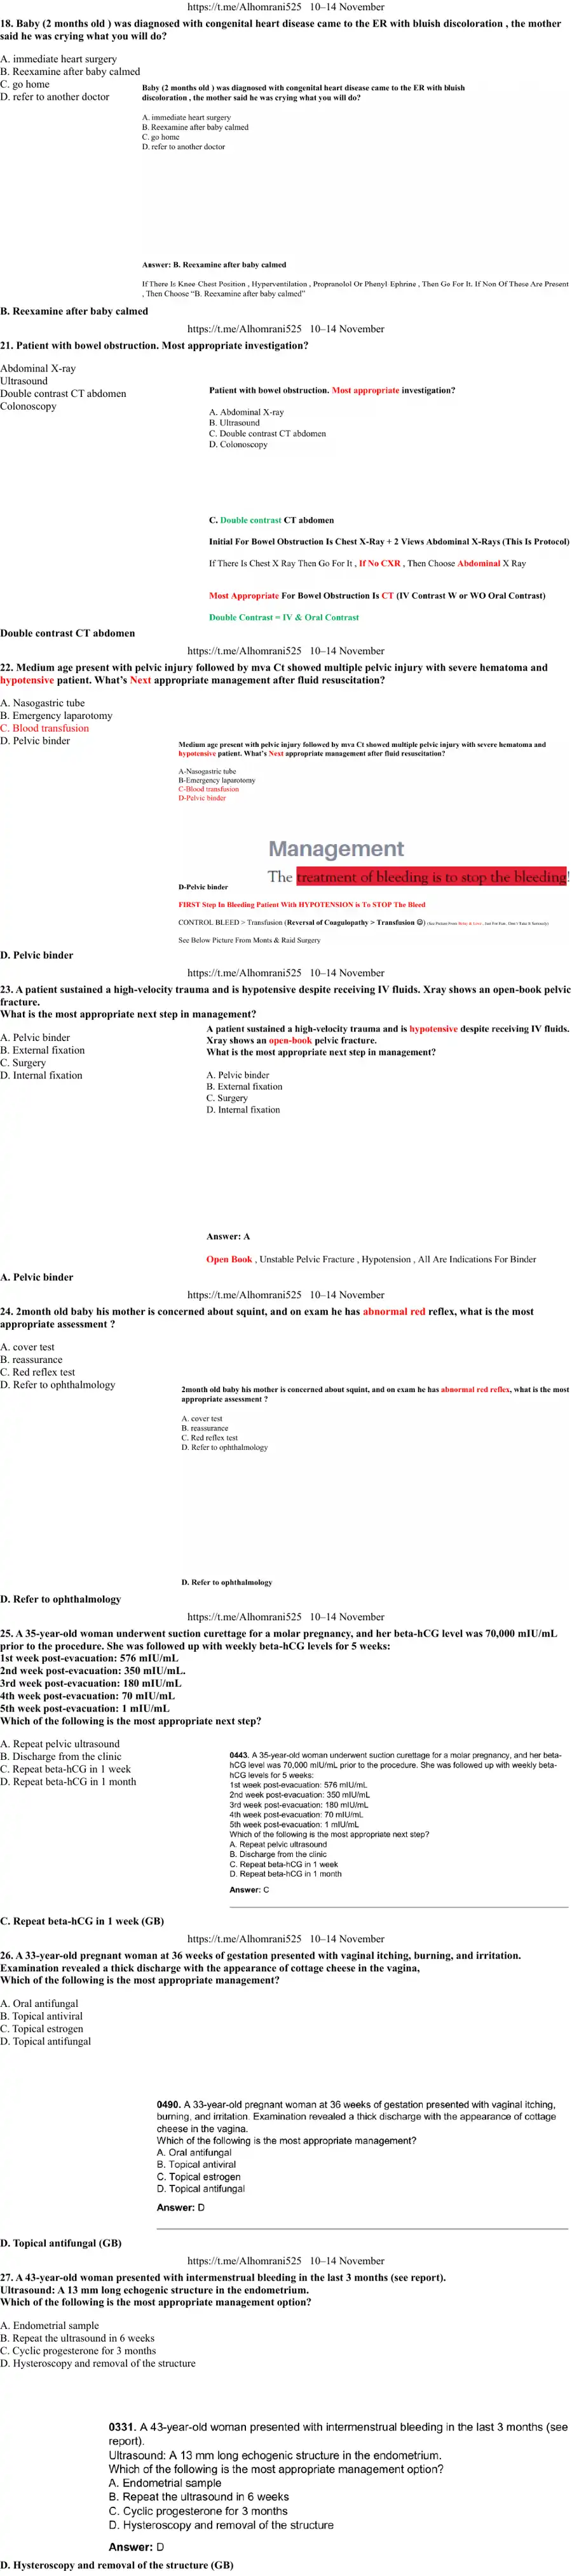 https://t.me/Alhomrani525 10–14 November
18. Baby (2 months old ) was diagnosed with congenital heart disease came to the ER with bluish discoloration , the mother
said he was crying what you will do?
A. immediate heart surgery
B. Reexamine after baby calmed
C. go home
D. refer to another doctor
Baby (2 months old ) was diagnosed with congenital heart disease came to the ER with bluish
discoloration , the mother said he was crying what you will do?
A. immediate heart surgery
B. Reexamine after baby calmed
C. go home
D. refer to another doctor
Answer: B. Reexamine after baby calmed
If There Is Knee Chest Position , Hyperventilation , Propranolol Or Phenyl Ephrine , Then Go For It. If Non Of These Are Present
, Then Choose “B. Reexamine after baby calmed”
B. Reexamine after baby calmed
https://t.me/Alhomrani525 10–14 November
21. Patient with bowel obstruction. Most appropriate investigation?
Abdominal X-ray
Ultrasound
Double contrast CT abdomen
Colonoscopy
Patient with bowel obstruction. Most appropriate investigation?
A. Abdominal X-ray
B. Ultrasound
C. Double contrast CT abdomen
D. Colonoscopy
C. Double contrast CT abdomen
Initial For Bowel Obstruction Is Chest X-Ray + 2 Views Abdominal X-Rays (This Is Protocol)
If There Is Chest X Ray Then Go For It , If No CXR , Then Choose Abdominal X Ray
Most Appropriate For Bowel Obstruction Is CT (IV Contrast W or WO Oral Contrast)
Double Contrast = IV & Oral Contrast
Double contrast CT abdomen
https://t.me/Alhomrani525 10–14 November
22. Medium age present with pelvic injury followed by mva Ct showed multiple pelvic injury with severe hematoma and
hypotensive patient. What’s Next appropriate management after fluid resuscitation?
A. Nasogastric tube
B. Emergency laparotomy
C. Blood transfusion
D. Pelvic binder
Medium age present with pelvic injury followed by mva Ct showed multiple pelvic injury with severe hematoma and
hypotensive patient. What’s Next appropriate management after fluid resuscitation?
A-Nasogastric tube
B-Emergency laparotomy
C-Blood transfusion
D-Pelvic binder
Management
The treatment of bleeding is to stop the bleeding!
D-Pelvic binder
FIRST Step In Bleeding Patient With HYPOTENSION is To STOP The Bleed
CONTROL BLEED > Transfusion (Reversal of Coagulopathy > Transfusion 😉)
See Below Picture From Monts & Raid Surgery
D. Pelvic binder
https://t.me/Alhomrani525 10–14 November
23. A patient sustained a high-velocity trauma and is hypotensive despite receiving IV fluids. Xray shows an open-book pelvic
fracture.
What is the most appropriate next step in management?
A. Pelvic binder
B. External fixation
C. Surgery
D. Internal fixation
A patient sustained a high-velocity trauma and is hypotensive despite receiving IV fluids.
Xray shows an open-book pelvic fracture.
What is the most appropriate next step in management?
A. Pelvic binder
B. External fixation
C. Surgery
D. Internal fixation
Answer: A
Open Book , Unstable Pelvic Fracture , Hypotension , All Are Indications For Binder
A. Pelvic binder
https://t.me/Alhomrani525 10–14 November
24. 2month old baby his mother is concerned about squint, and on exam he has abnormal red reflex, what is the most
appropriate assessment ?
A. cover test
B. reassurance
C. Red reflex test
D. Refer to ophthalmology
2month old baby his mother is concerned about squint, and on exam he has abnormal red reflex, what is the most
appropriate assessment ?
A. cover test
B. reassurance
C. Red reflex test
D. Refer to ophthalmology
D. Refer to ophthalmology
D. Refer to ophthalmology
https://t.me/Alhomrani525 10–14 November
25. A 35-year-old woman underwent suction curettage for a molar pregnancy, and her beta-hCG level was 70,000 mIU/mL
prior to the procedure. She was followed up with weekly beta-hCG levels for 5 weeks:
1st week post-evacuation: 576 mIU/mL
2nd week post-evacuation: 350 mIU/mL.
3rd week post-evacuation: 180 mIU/mL
4th week post-evacuation: 70 mIU/mL
5th week post-evacuation: 1 mIU/mL
Which of the following is the most appropriate next step?
A. Repeat pelvic ultrasound
B. Discharge from the clinic
C. Repeat beta-hCG in 1 week
D. Repeat beta-hCG in 1 month
0443. A 35-year-old woman underwent suction curettage for a molar pregnancy, and her beta-
hCG level was 70,000 mIU/mL prior to the procedure. She was followed up with weekly beta-
hCG levels for 5 weeks:
1st week post-evacuation: 576 mIU/mL
2nd week post-evacuation: 350 mIU/mL
3rd week post-evacuation: 180 mIU/mL
4th week post-evacuation: 70 mIU/mL
5th week post-evacuation: 1 mIU/mL
Which of the following is the most appropriate next step?
A. Repeat pelvic ultrasound
B. Discharge from the clinic
C. Repeat beta-hCG in 1 week
D. Repeat beta-hCG in 1 month
Answer: C
C. Repeat beta-hCG in 1 week (GB)
https://t.me/Alhomrani525 10–14 November
26. A 33-year-old pregnant woman at 36 weeks of gestation presented with vaginal itching, burning, and irritation.
Examination revealed a thick discharge with the appearance of cottage cheese in the vagina,
Which of the following is the most appropriate management?
A. Oral antifungal
B. Topical antiviral
C. Topical estrogen
D. Topical antifungal
0490. A 33-year-old pregnant woman at 36 weeks of gestation presented with vaginal itching,
burning, and irritation. Examination revealed a thick discharge with the appearance of cottage
cheese in the vagina.
Which of the following is the most appropriate management?
A. Oral antifungal
B. Topical antiviral
C. Topical estrogen
D. Topical antifungal
Answer: D
D. Topical antifungal (GB)
https://t.me/Alhomrani525 10–14 November
27. A 43-year-old woman presented with intermenstrual bleeding in the last 3 months (see report).
Ultrasound: A 13 mm long echogenic structure in the endometrium.
Which of the following is the most appropriate management option?
A. Endometrial sample
B. Repeat the ultrasound in 6 weeks
C. Cyclic progesterone for 3 months
D. Hysteroscopy and removal of the structure
0331. A 43-year-old woman presented with intermenstrual bleeding in the last 3 months (see
report).
Ultrasound: A 13 mm long echogenic structure in the endometrium.
Which of the following is the most appropriate management option?
A. Endometrial sample
B. Repeat the ultrasound in 6 weeks
C. Cyclic progesterone for 3 months
D. Hysteroscopy and removal of the structure
Answer: D
D. Hysteroscopy and removal of the structure (GB)